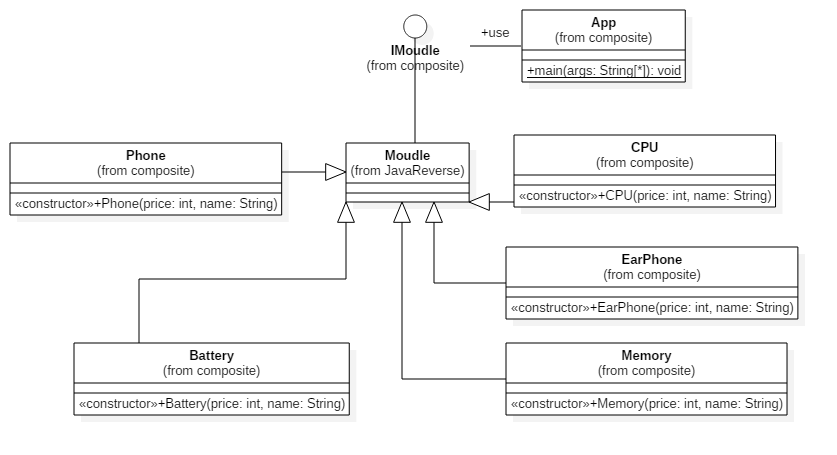 IMoudle
(from composite)
+use
App
(from composite)
+main(args: String[*]): void
Phone
(from composite)
«constructor»+Phone(price: int, name: String)
Moudle
(from JavaReverse)
CPU
(from composite)
«constructor»+CPU(price: int, name: String)
EarPhone
(from composite)
«constructor»+EarPhone(price: int, name: String)
Battery
(from composite)
«constructor»+Battery(price: int, name: String)
Memory
(from composite)
«constructor»+Memory(price: int, name: String)